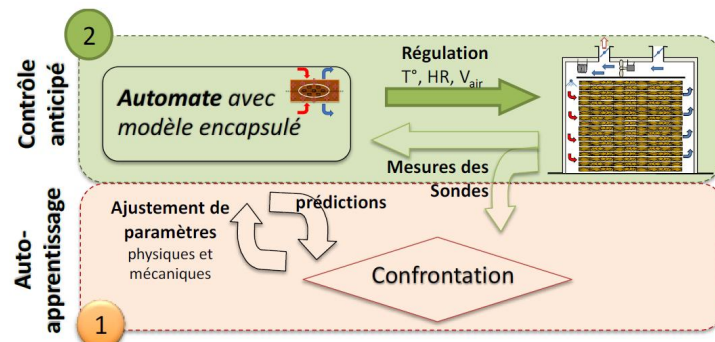 2
Contrôle
anticipé
Automate avec
modèle encapsulé
Régulation
T°, HR, Vair
Mesures des
Sondes
Auto-
apprentissage
Ajustement de
paramètres
physiques et
mécaniques
prédictions
Confrontation
1